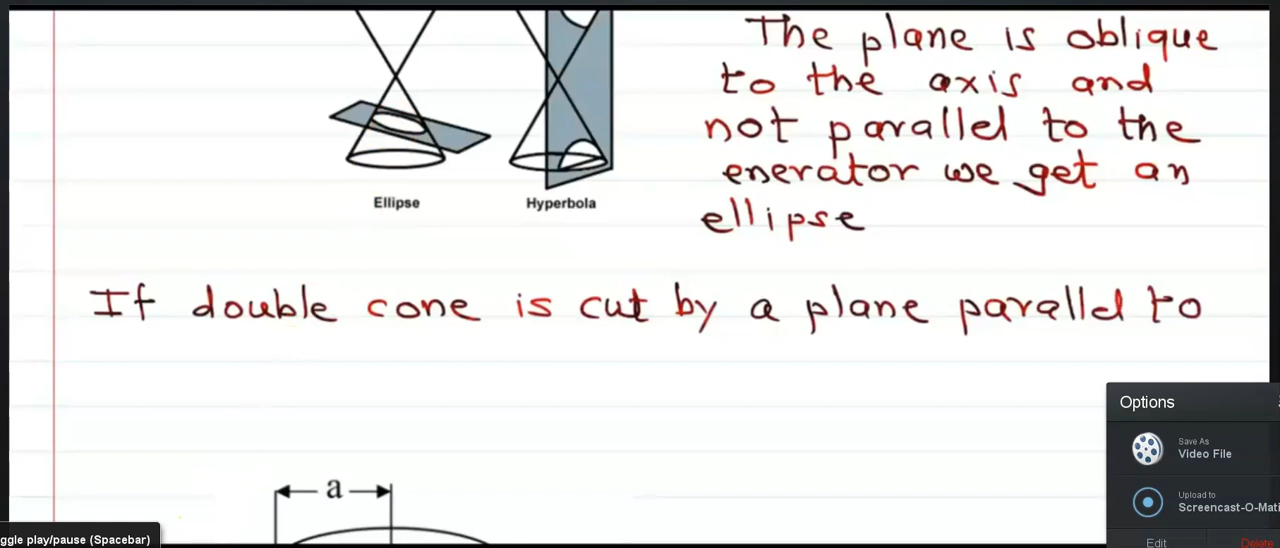 The plane is oblique
to the axis and
not parallel to the
enerator we get an
ellipse
Ellipse
Hyperbola
If double cone is cut by a plane parallel to
a
Options
Save As
Video File
Upload to
Screencast-O-Mati
Edit
Delete
ggle play/pause (Spacebar)